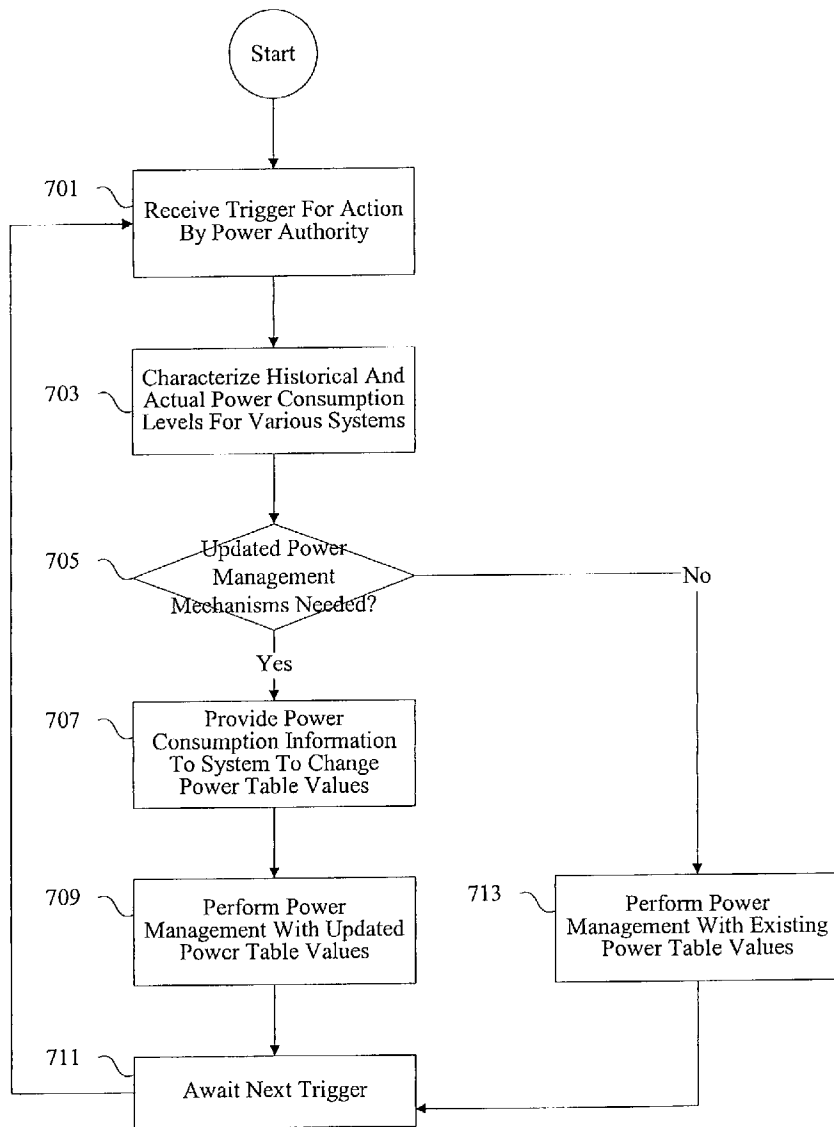 Start
701
Receive Trigger For Action
By Power Authority
703
Characterize Historical And
Actual Power Consumption
Levels For Various Systems
705
Updated Power
Management
Mechanisms Needed?
No
Yes
707
Provide Power
Consumption Information
To System To Change
Power Table Values
709
Perform Power
Management With Updated
Power Table Values
713
Perform Power
Management With Existing
Power Table Values
711
Await Next Trigger